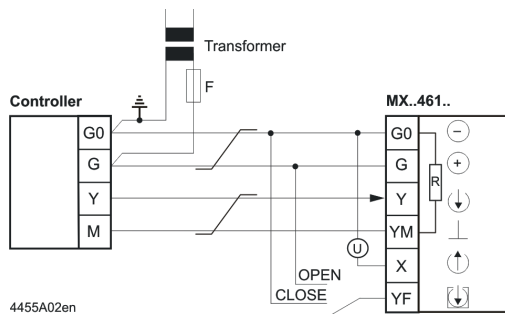 Transformer
F
Controller
MX..461..
G0
G
Y
M
G0
G
Y
YM
X
YF
R
U
OPEN
CLOSE
4455A02en